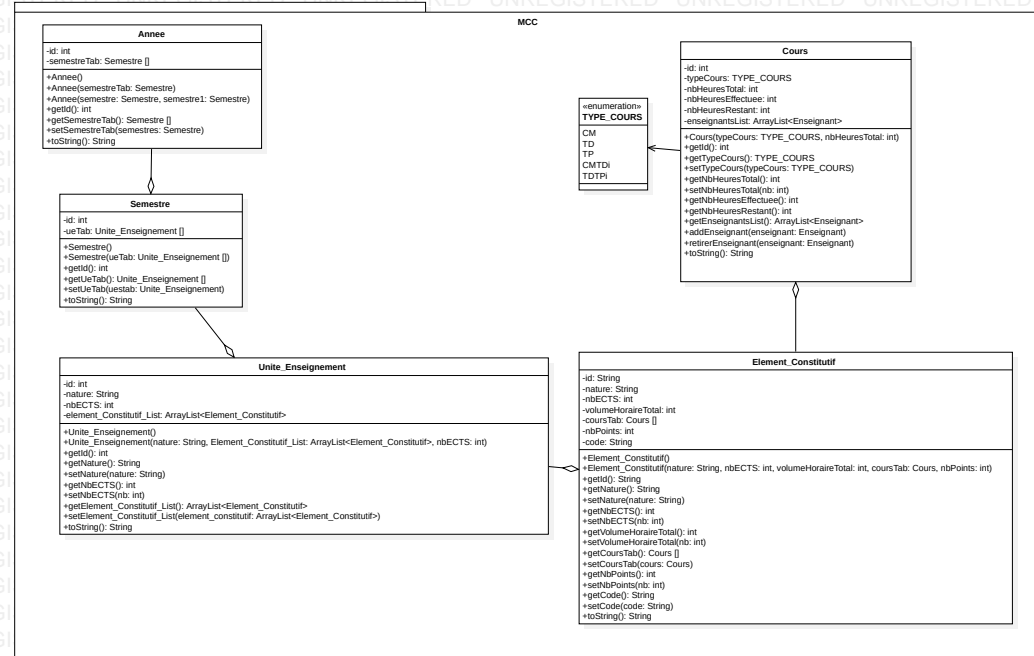 UNREGISTERED UNREGISTERED UNREGISTERED
MCC
Annee
-id: int
-semestreTab: Semestre []
+Annee()
+Annee(semestreTab: Semestre)
+Annee(semestre: Semestre, semestre1: Semestre)
+getId(): int
+getSemestreTab(): Semestre []
+setSemestreTab(semestres: Semestre)
+toString(): String
Semestre
-id: int
-ueTab: Unite_Enseignement []
+Semestre()
+Semestre(ueTab: Unite_Enseignement [])
+getId(): int
+getUeTab(): Unite_Enseignement []
+setUeTab(uestab: Unite_Enseignement)
+toString(): String
Unite_Enseignement
-id: int
-nature: String
-nbECTS: int
-element_Constitutif_List: ArrayList<Element_Constitutif>
+Unite_Enseignement()
+Unite_Enseignement(nature: String, Element_Constitutif_List: ArrayList<Element_Constitutif>, nbECTS: int)
+getId(): int
+getNature(): String
+setNature(nature: String)
+getNbECTS(): int
+setNbECTS(nb: int)
+getElement_Constitutif_List(): ArrayList<Element_Constitutif>
+setElement_Constitutif_List(element_constitutif: ArrayList<Element_Constitutif>)
+toString(): String
«enumeration»
TYPE_COURS
CM
TD
TP
CMTDi
TDTPi
Cours
-id: int
-typeCours: TYPE_COURS
-nbHeuresTotal: int
-nbHeuresEffectuee: int
-nbHeuresRestant: int
-enseignantsList: ArrayList<Enseignant>
+Cours(typeCours: TYPE_COURS, nbHeuresTotal: int)
+getId(): int
+getTypeCours(): TYPE_COURS
+setTypeCours(typeCours: TYPE_COURS)
+getNbHeuresTotal(): int
+setNbHeuresTotal(nb: int)
+getNbHeuresEffectuee(): int
+getNbHeuresRestant(): int
+getEnseignantsList(): ArrayList<Enseignant>
+addEnseignant(enseignant: Enseignant)
+retirerEnseignant(enseignant: Enseignant)
+toString(): String
Element_Constitutif
-id: String
-nature: String
-nbECTS: int
-volumeHoraireTotal: int
-coursTab: Cours []
-nbPoints: int
-code: String
+Element_Constitutif()
+Element_Constitutif(nature: String, nbECTS: int, volumeHoraireTotal: int, coursTab: Cours, nbPoints: int)
+getId(): String
+getNature(): String
+setNature(nature: String)
+getNbECTS(): int
+setNbECTS(nb: int)
+getVolumeHoraireTotal(): int
+setVolumeHoraireTotal(nb: int)
+getCoursTab(): Cours []
+setCoursTab(cours: Cours)
+getNbPoints(): int
+setNbPoints(nb: int)
+getCode(): String
+setCode(code: String)
+toString(): String